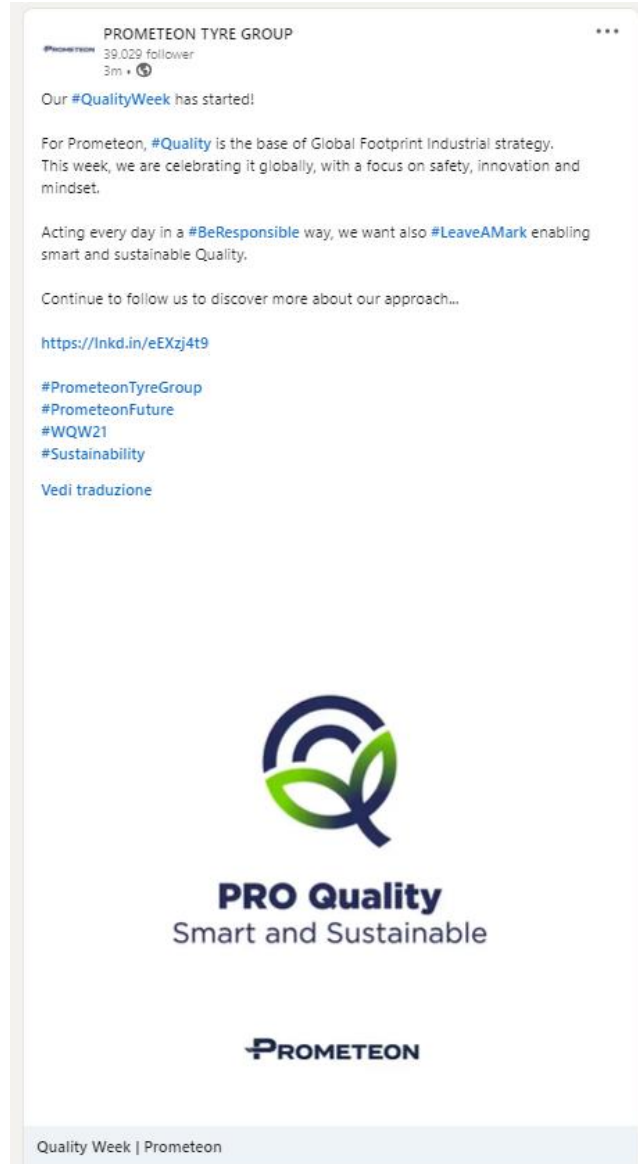 PROMETEON
PROMETEON TYRE GROUP
39.029 follower
3m •
Our #QualityWeek has started!
For Prometeon, #Quality is the base of Global Footprint Industrial strategy.
This week, we are celebrating it globally, with a focus on safety, innovation and
mindset.
Acting every day in a #BeResponsible way, we want also #LeaveAMark enabling
smart and sustainable Quality.
Continue to follow us to discover more about our approach...
https://lnkd.in/eEXzj4t9
#PrometeonTyreGroup
#PrometeonFuture
#WQW21
#Sustainability
Vedi traduzione
PRO Quality
Smart and Sustainable
PROMETEON
Quality Week | Prometeon